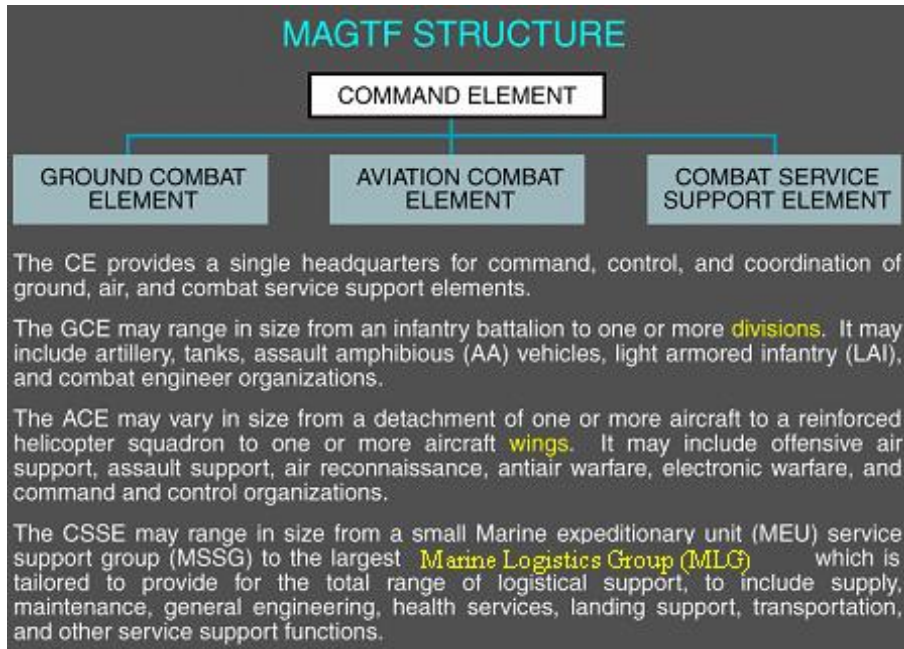 MAGTF STRUCTURE
COMMAND ELEMENT
GROUND COMBAT
ELEMENT
AVIATION COMBAT
ELEMENT
COMBAT SERVICE
SUPPORT ELEMENT
The CE provides a single headquarters for command, control, and coordination of
ground, air, and combat service support elements.
The GCE may range in size from an infantry battalion to one or more divisions. It may
include artillery, tanks, assault amphibious (AA) vehicles, light armored infantry (LAI),
and combat engineer organizations.
The ACE may vary in size from a detachment of one or more aircraft to a reinforced
helicopter squadron to one or more aircraft wings. It may include offensive air
support, assault support, air reconnaissance, antiair warfare, electronic warfare, and
command and control organizations.
The CSSE may range in size from a small Marine expeditionary unit (MEU) service
support group (MSSG) to the largest Marine Logistics Group (MLG) which is
tailored to provide for the total range of logistical support, to include supply,
maintenance, general engineering, health services, landing support, transportation,
and other service support functions.